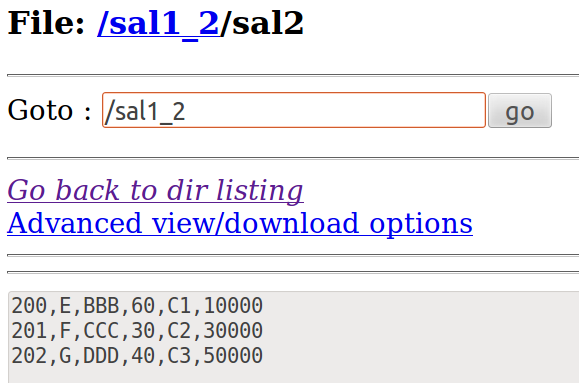 File: /sal1_2/sal2
Goto : /sal1_2 go
Go back to dir listing
Advanced view/download options
200,E,BBB,60,C1,10000
201,F,CCC,30,C2,30000
202,G,DDD,40,C3,50000